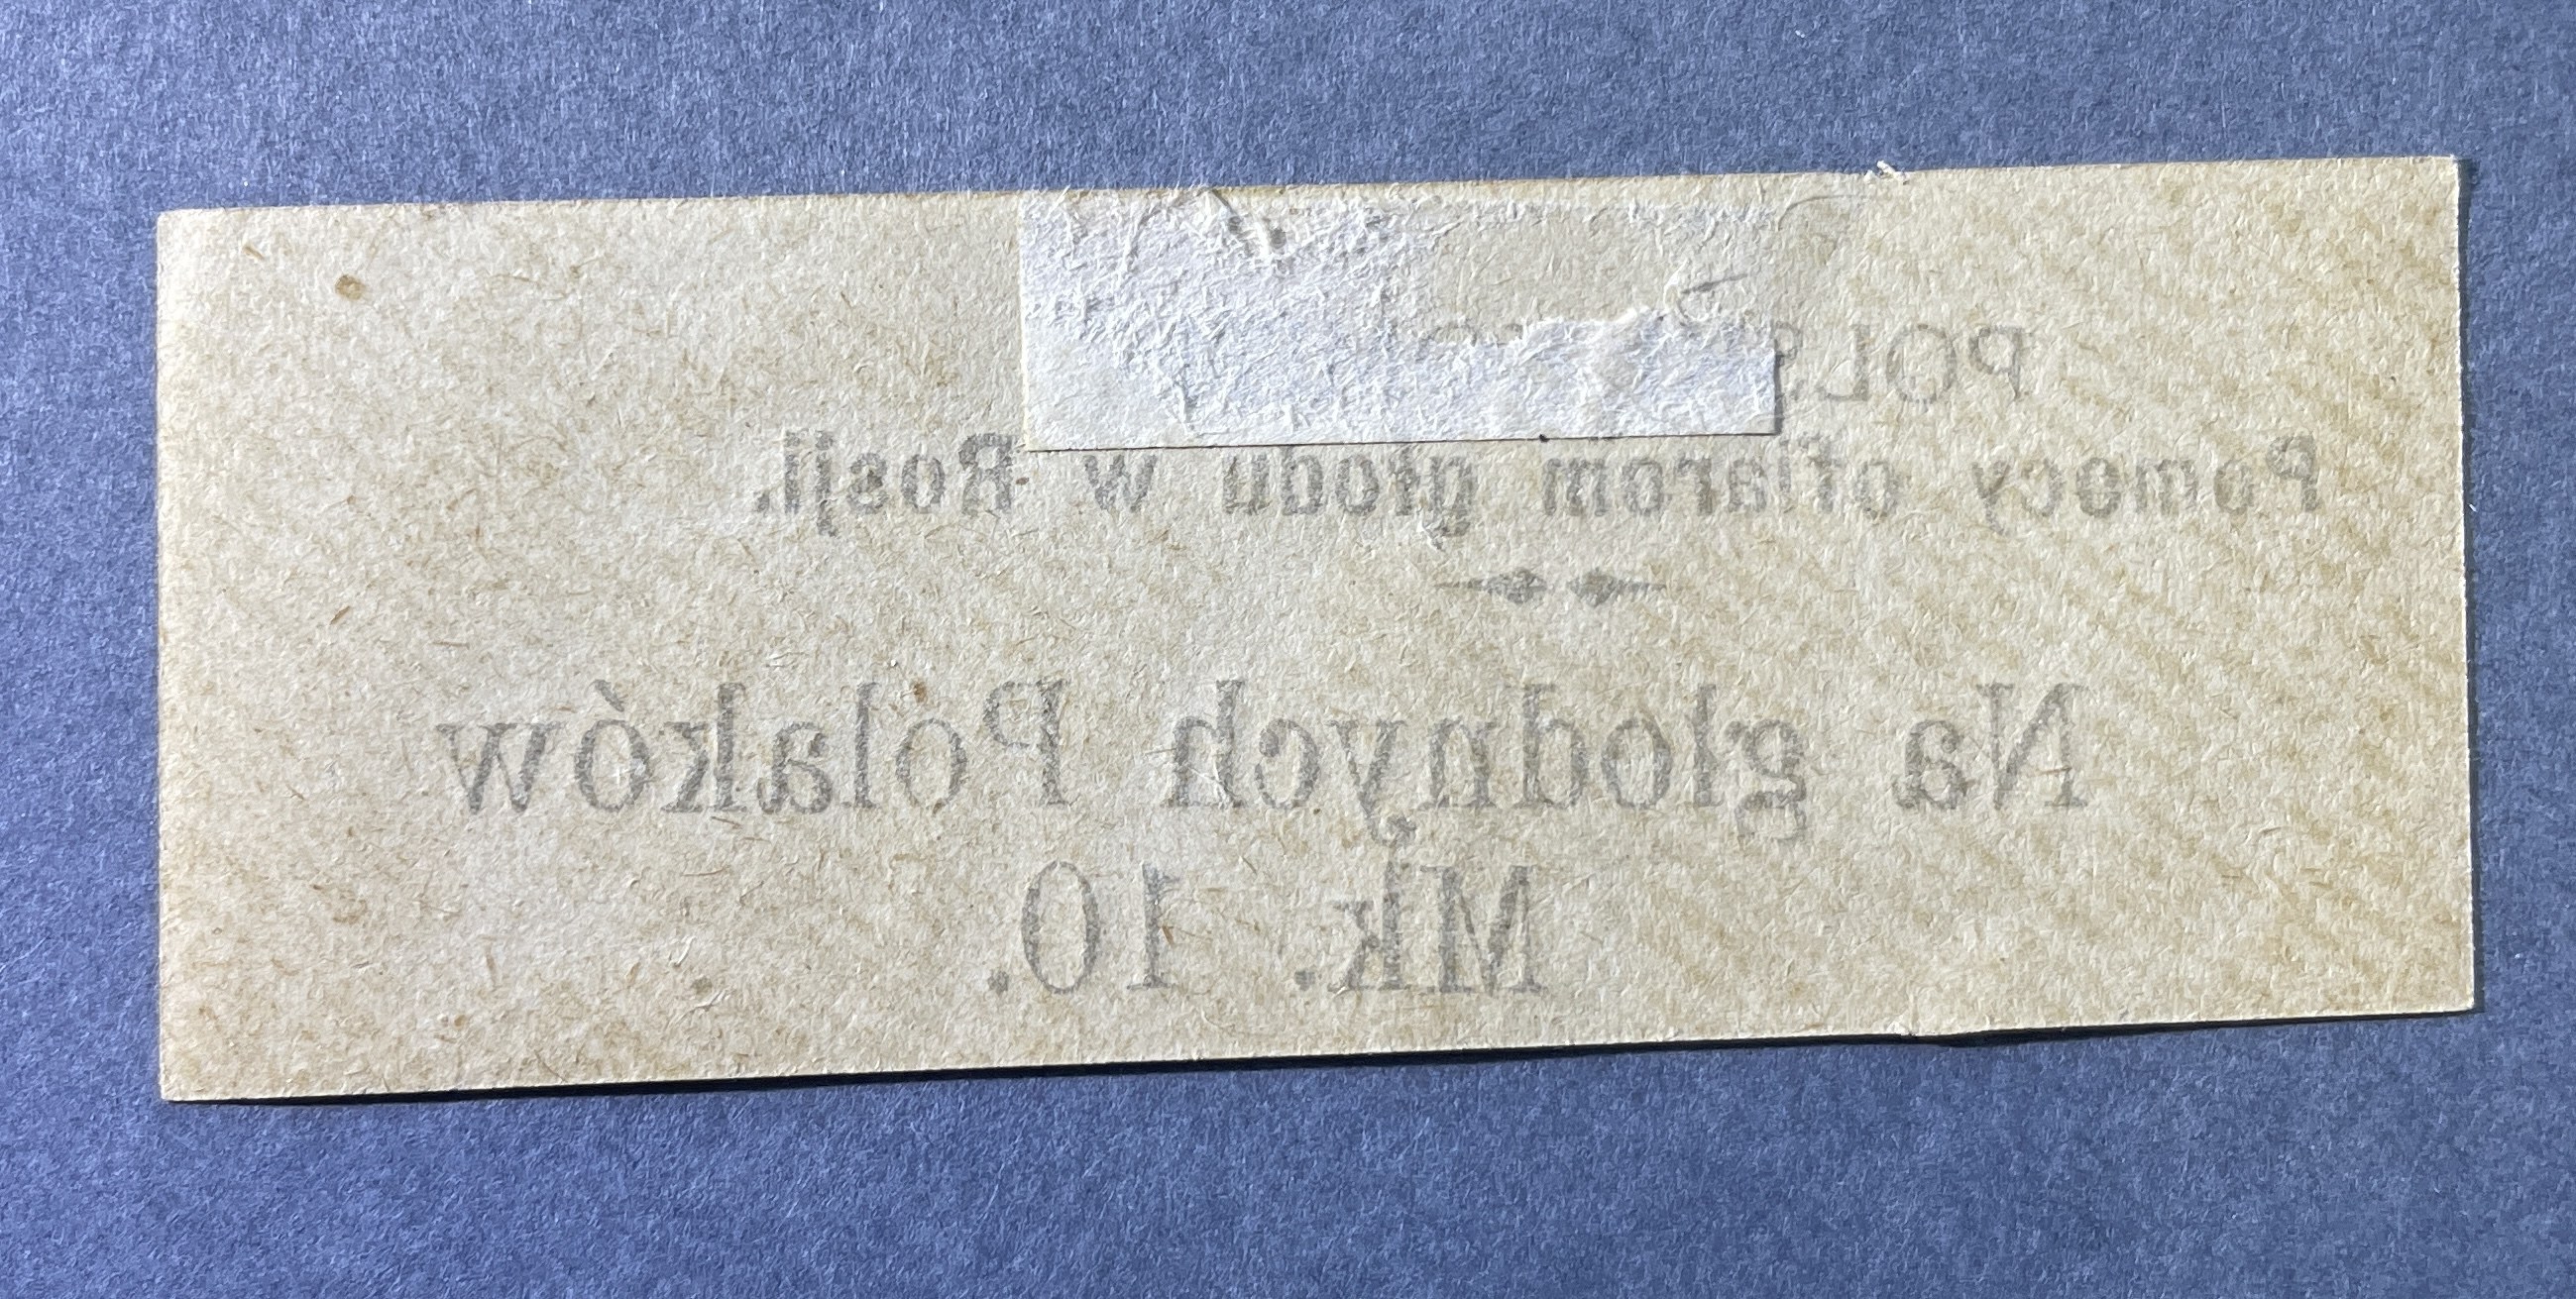 Pomocy ofiarom głodu w Rosji.
Na głodnych Polaków
Mk. 10.